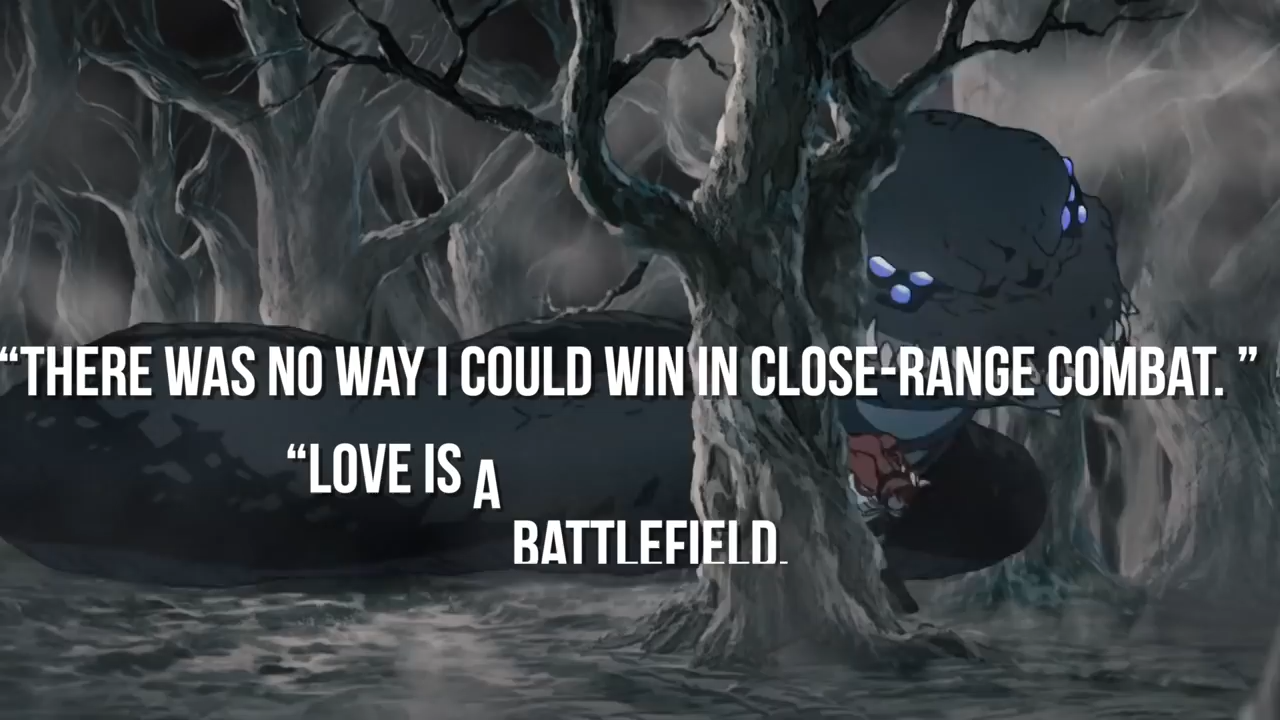 “THERE WAS NO WAY I COULD WIN IN CLOSE-RANGE COMBAT. ”
“LOVE IS A
BATTLEFIELD.